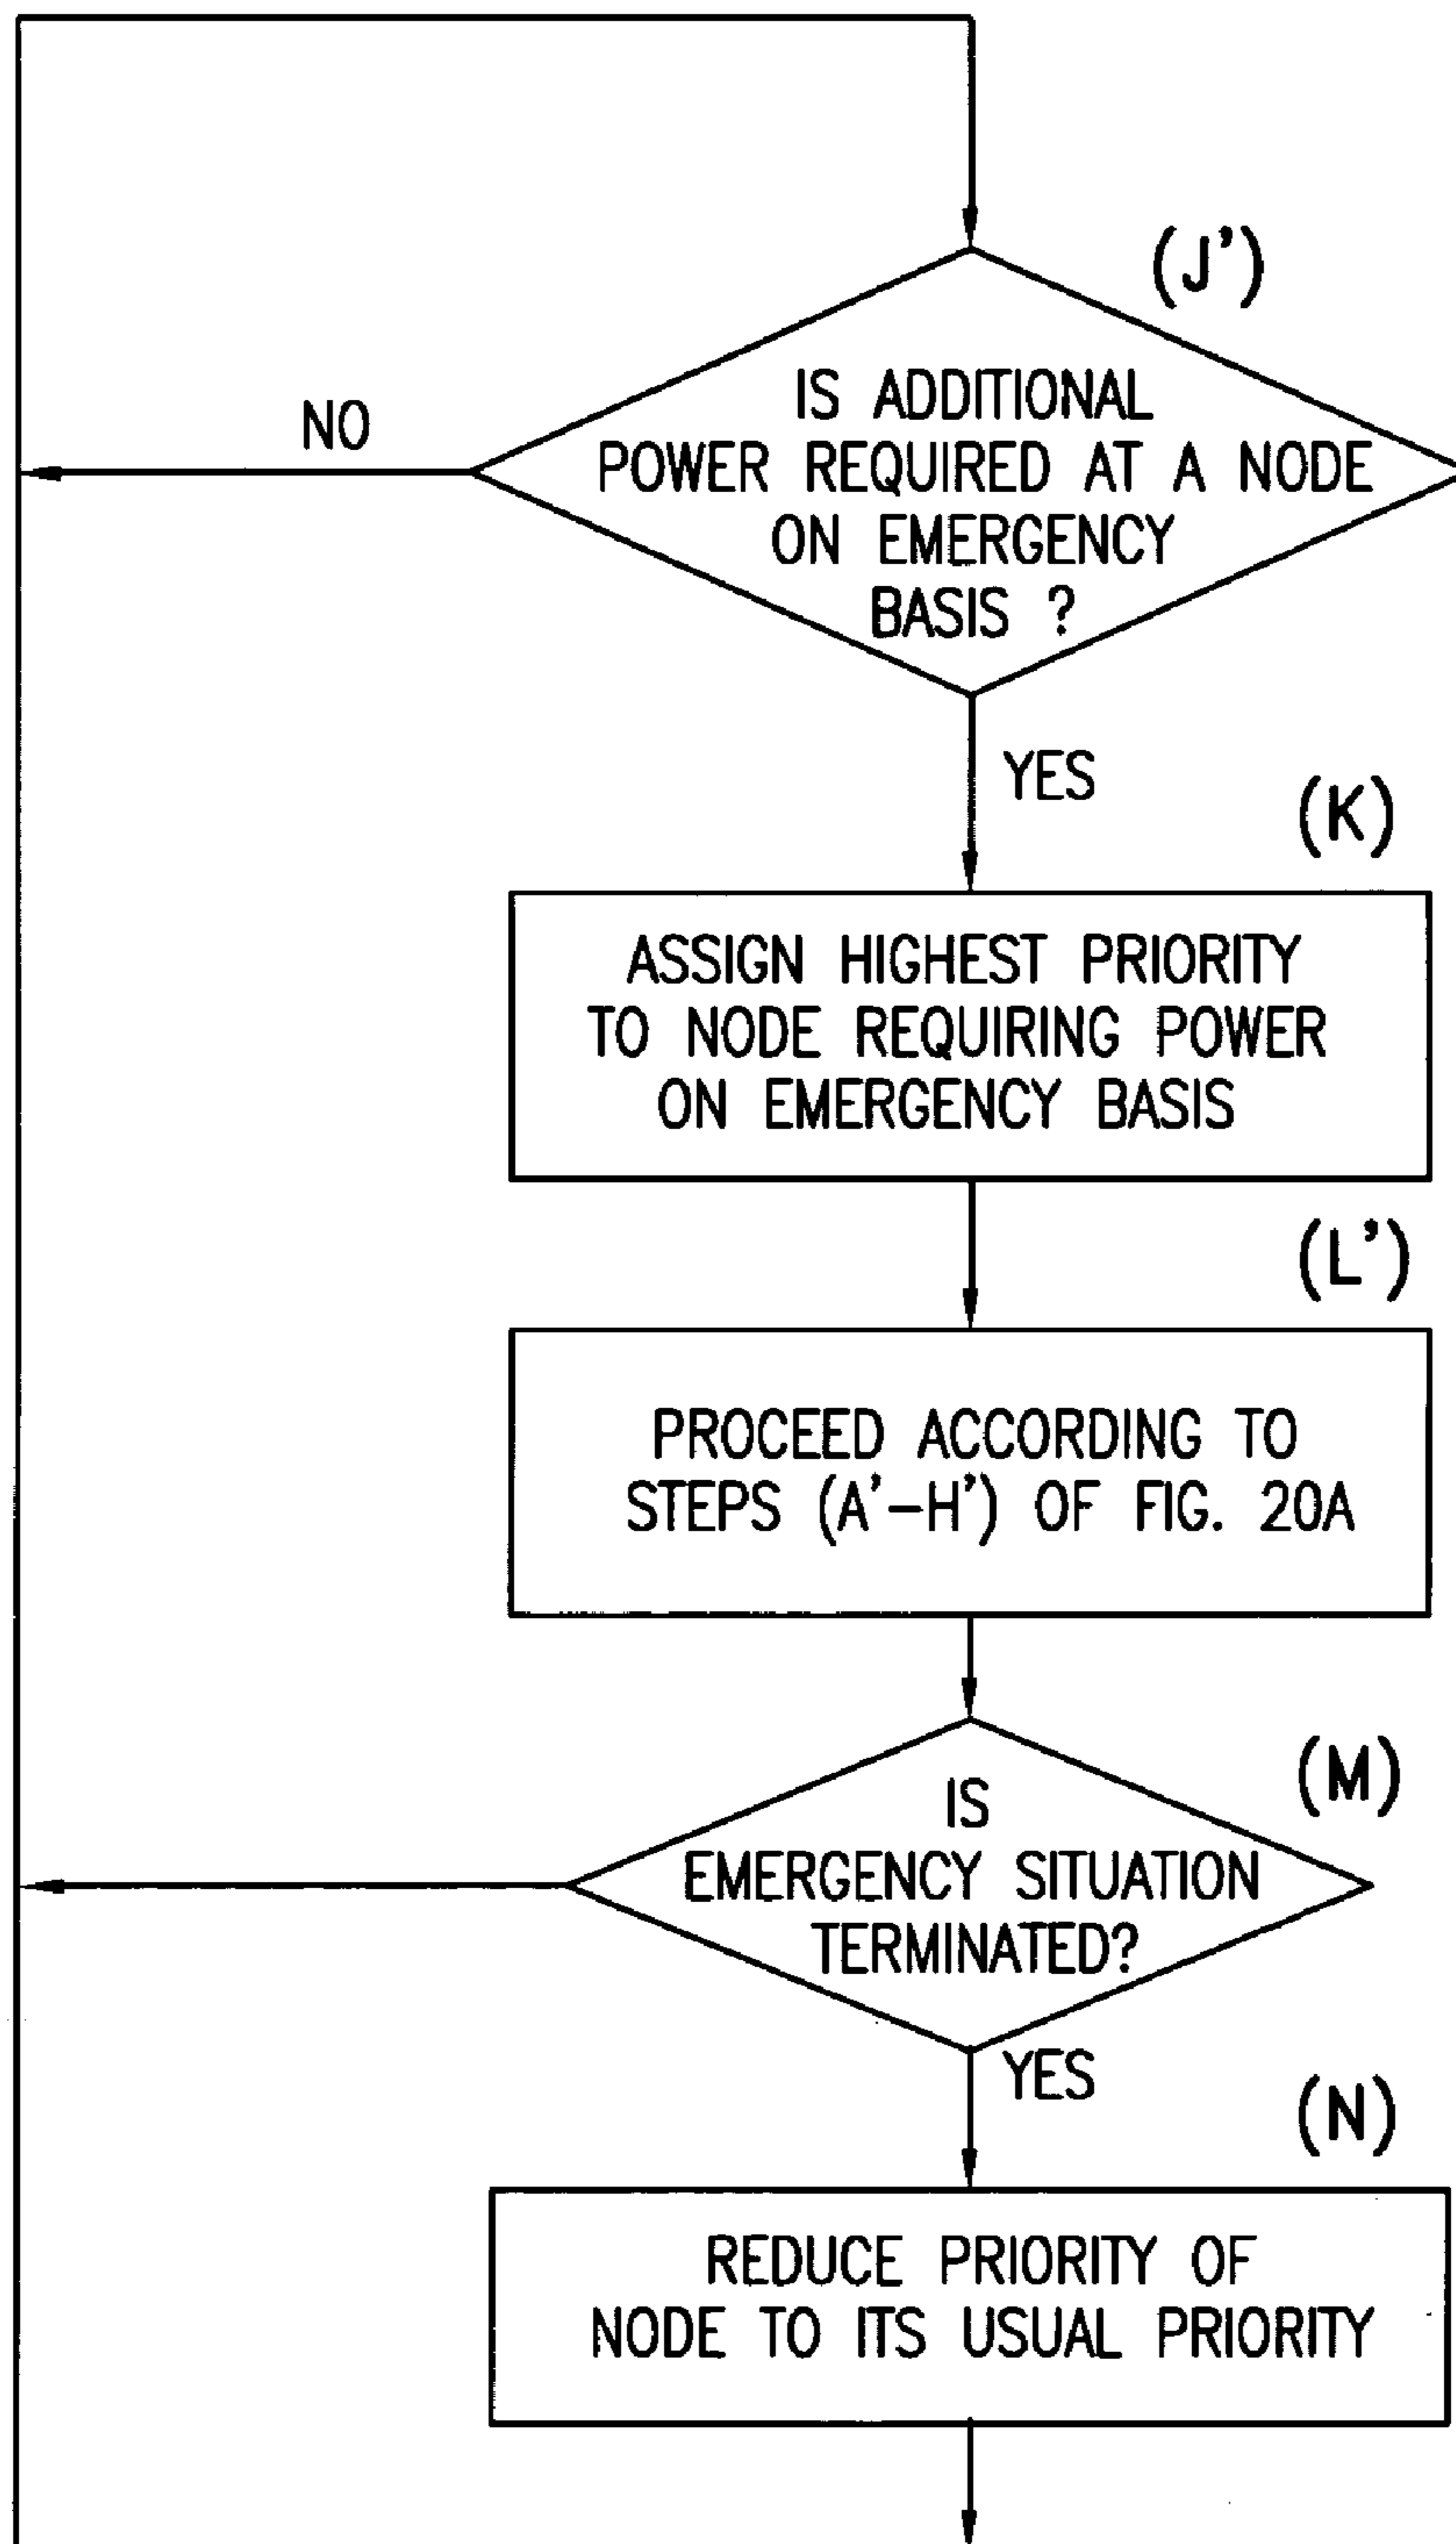 (J')
IS ADDITIONAL
POWER REQUIRED AT A NODE
ON EMERGENCY
BASIS ?
NO
YES
(K)
ASSIGN HIGHEST PRIORITY
TO NODE REQUIRING POWER
ON EMERGENCY BASIS
(L')
PROCEED ACCORDING TO
STEPS (A'-H') OF FIG. 20A
(M)
IS
EMERGENCY SITUATION
TERMINATED?
YES
(N)
REDUCE PRIORITY OF
NODE TO ITS USUAL PRIORITY